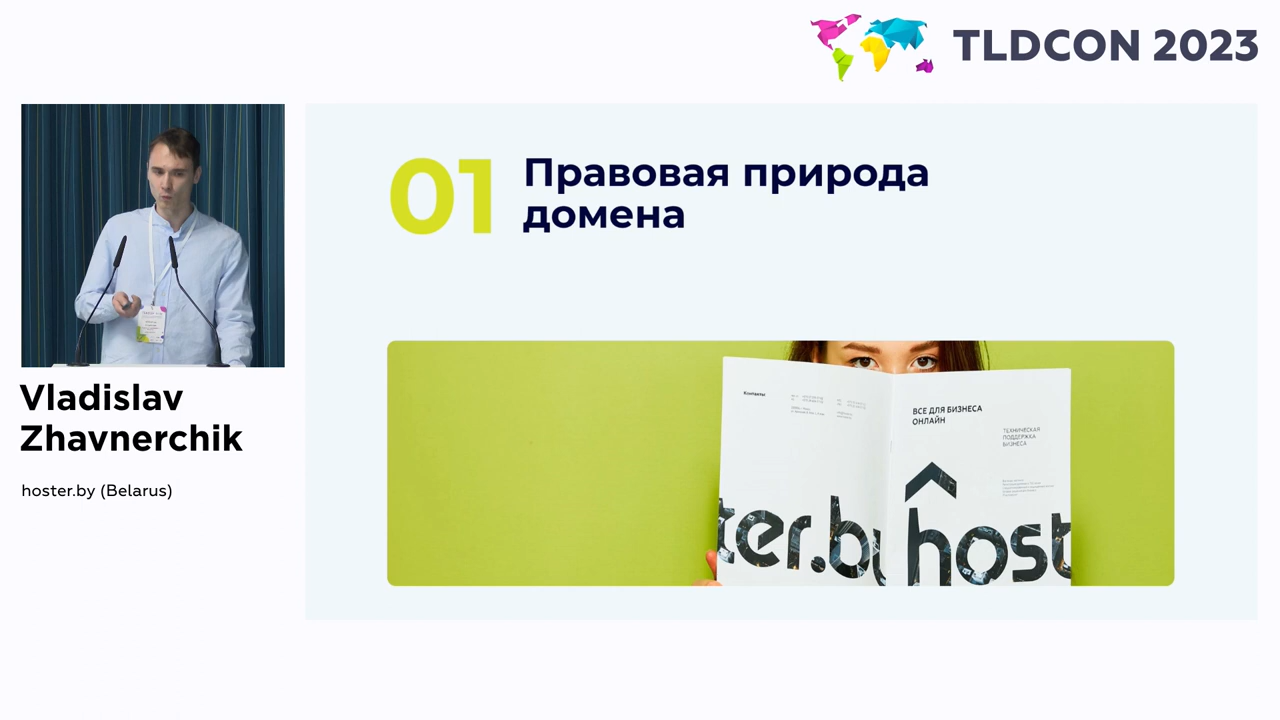 TLDCON 2023
01
Правовая природа
домена
Vladislav
Zhavnerchik
hoster.by (Belarus)
Контакты
ВСЕ ДЛЯ БИЗНЕСА
ОНЛАЙН
ТЕХНИЧЕСКАЯ
ПОДДЕРЖКА
БИЗНЕСА
ter.by
host